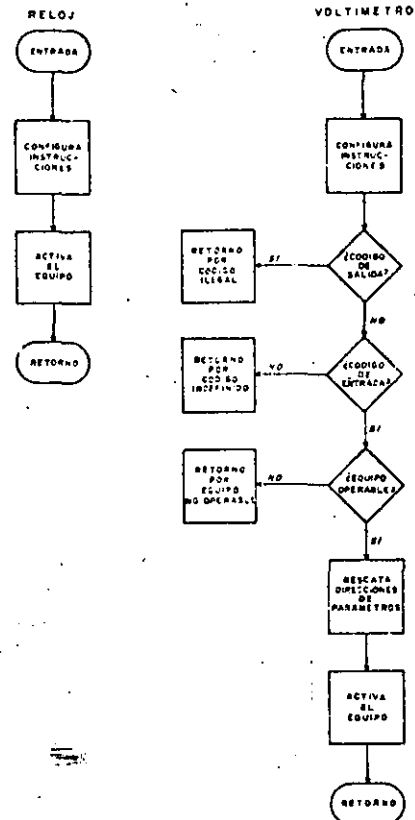 RELOJ
ENTRADA
CONFIGURA
INSTRUC-
CIONES
ACTIVA
EL
EQUIPO
RETORNO
VOLTIMETRO
ENTRADA
CONFIGURA
INSTRUC-
CIONES
¿CODIGO
DE
SALIDA?
SI
RETORNO
POR
CODIGO
ILEGAL
NO
¿CODIGO
DE
ENTRADA?
NO
RETORNO
POR
CODIGO
INDEFINIDO
SI
¿EQUIPO
OPERABLE?
NO
RETORNO
POR
EQUIPO
NO OPERABLE
SI
RESCATA
DIRECCIONES
DE
PARAMETROS
ACTIVA
EL
EQUIPO
RETORNO